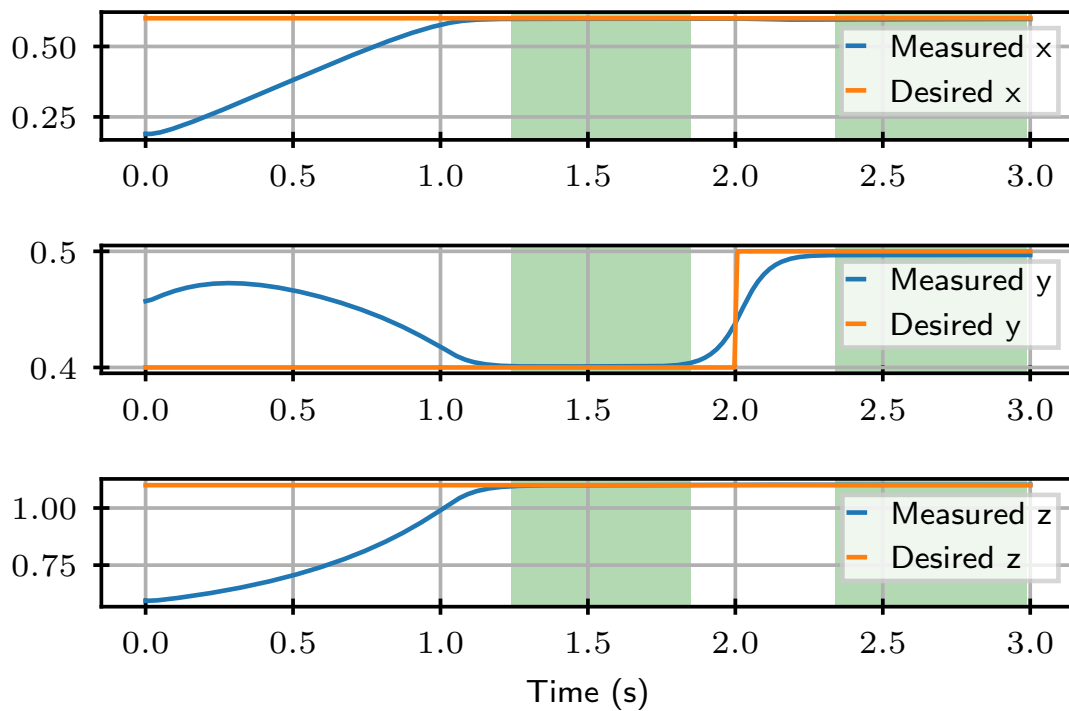 0.50
0.25
Measured x
Desired x
0.0 0.5 1.0 1.5 2.0 2.5 3.0
0.5
0.4
Measured y
Desired y
0.0 0.5 1.0 1.5 2.0 2.5 3.0
1.00
0.75
Measured z
Desired z
0.0 0.5 1.0 1.5 2.0 2.5 3.0
Time (s)